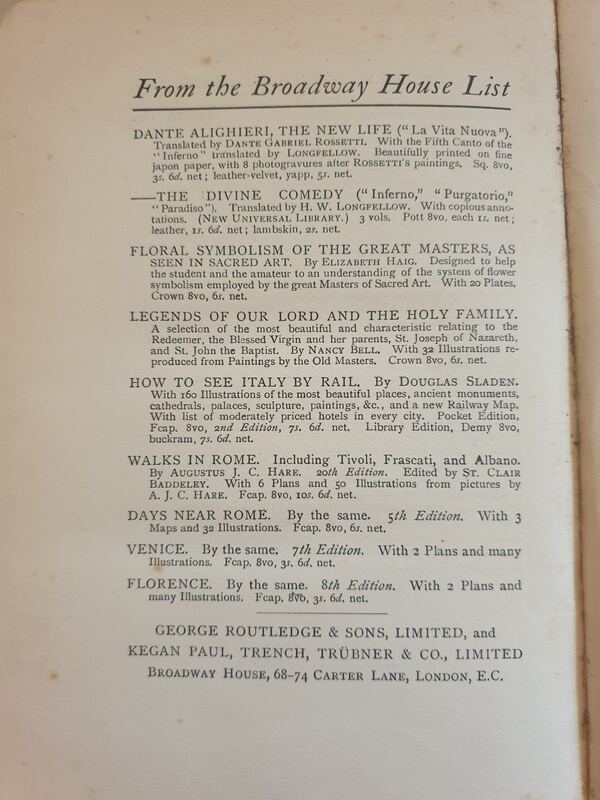 From the Broadway House List
DANTE ALIGHIERI, THE NEW LIFE (“La Vita Nuova”).
Translated by DANTE GABRIEL ROSSETTI. With the Fifth Canto of the
“Inferno” translated by LONGFELLOW. Beautifully printed on fine
japon paper, with 8 photogravures after ROSSETTI'S paintings. Sq. 8vo,
3s. 6d. net; leather-velvet, yapp, 5s. net.
——THE DIVINE COMEDY (“Inferno,” “Purgatorio,”
“Paradiso”). Translated by H. W. LONGFELLOW. With copious anno-
tations. (NEW UNIVERSAL LIBRARY.) 3 vols. Pott 8vo, each 1s. net;
leather, 1s. 6d. net; lambskin, 2s. net.
FLORAL SYMBOLISM OF THE GREAT MASTERS, AS
SEEN IN SACRED ART. By ELIZABETH HAIG. Designed to help
the student and the amateur to an understanding of the system of flower
symbolism employed by the great Masters of Sacred Art. With 20 Plates.
Crown 8vo, 6s. net.
LEGENDS OF OUR LORD AND THE HOLY FAMILY.
A selection of the most beautiful and characteristic relating to the
Redeemer, the Blessed Virgin and her parents, St. Joseph of Nazareth,
and St. John the Baptist. By NANCY BELL. With 32 Illustrations re-
produced from Paintings by the Old Masters. Crown 8vo, 6s. net.
HOW TO SEE ITALY BY RAIL. By DOUGLAS SLADEN.
With 160 Illustrations of the most beautiful places, ancient monuments,
cathedrals, palaces, sculpture, paintings, &c., and a new Railway Map.
With list of moderately priced hotels in every city. Pocket Edition,
Fcap. 8vo, 2nd Edition, 7s. 6d. net. Library Edition, Demy 8vo,
buckram, 7s. 6d. net.
WALKS IN ROME. Including Tivoli, Frascati, and Albano.
By AUGUSTUS J. C. HARE. 20th Edition. Edited by ST. CLAIR
BADDELEY. With 6 Plans and 50 Illustrations from pictures by
A. J. C. HARE. Fcap. 8vo, 10s. 6d. net.
DAYS NEAR ROME. By the same. 5th Edition. With 3
Maps and 32 Illustrations. Fcap. 8vo, 6s. net.
VENICE. By the same. 7th Edition. With 2 Plans and many
Illustrations. Fcap. 8vo, 3s. 6d. net.
FLORENCE. By the same. 8th Edition. With 2 Plans and
many Illustrations. Fcap. 8vo, 3s. 6d. net.
GEORGE ROUTLEDGE & SONS, LIMITED, and
KEGAN PAUL, TRENCH, TRÜBNER & CO., LIMITED
BROADWAY HOUSE, 68-74 CARTER LANE, LONDON, E.C.